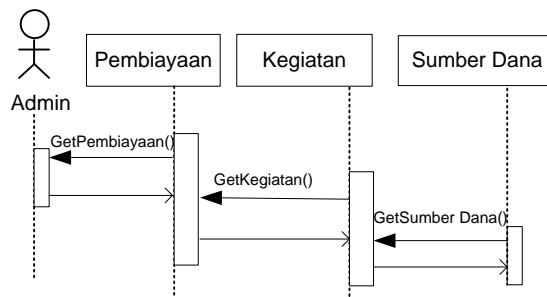 Pembiayaan
Kegiatan
Sumber Dana
Admin
GetPembiayaan()
GetKegiatan()
GetSumber Dana()